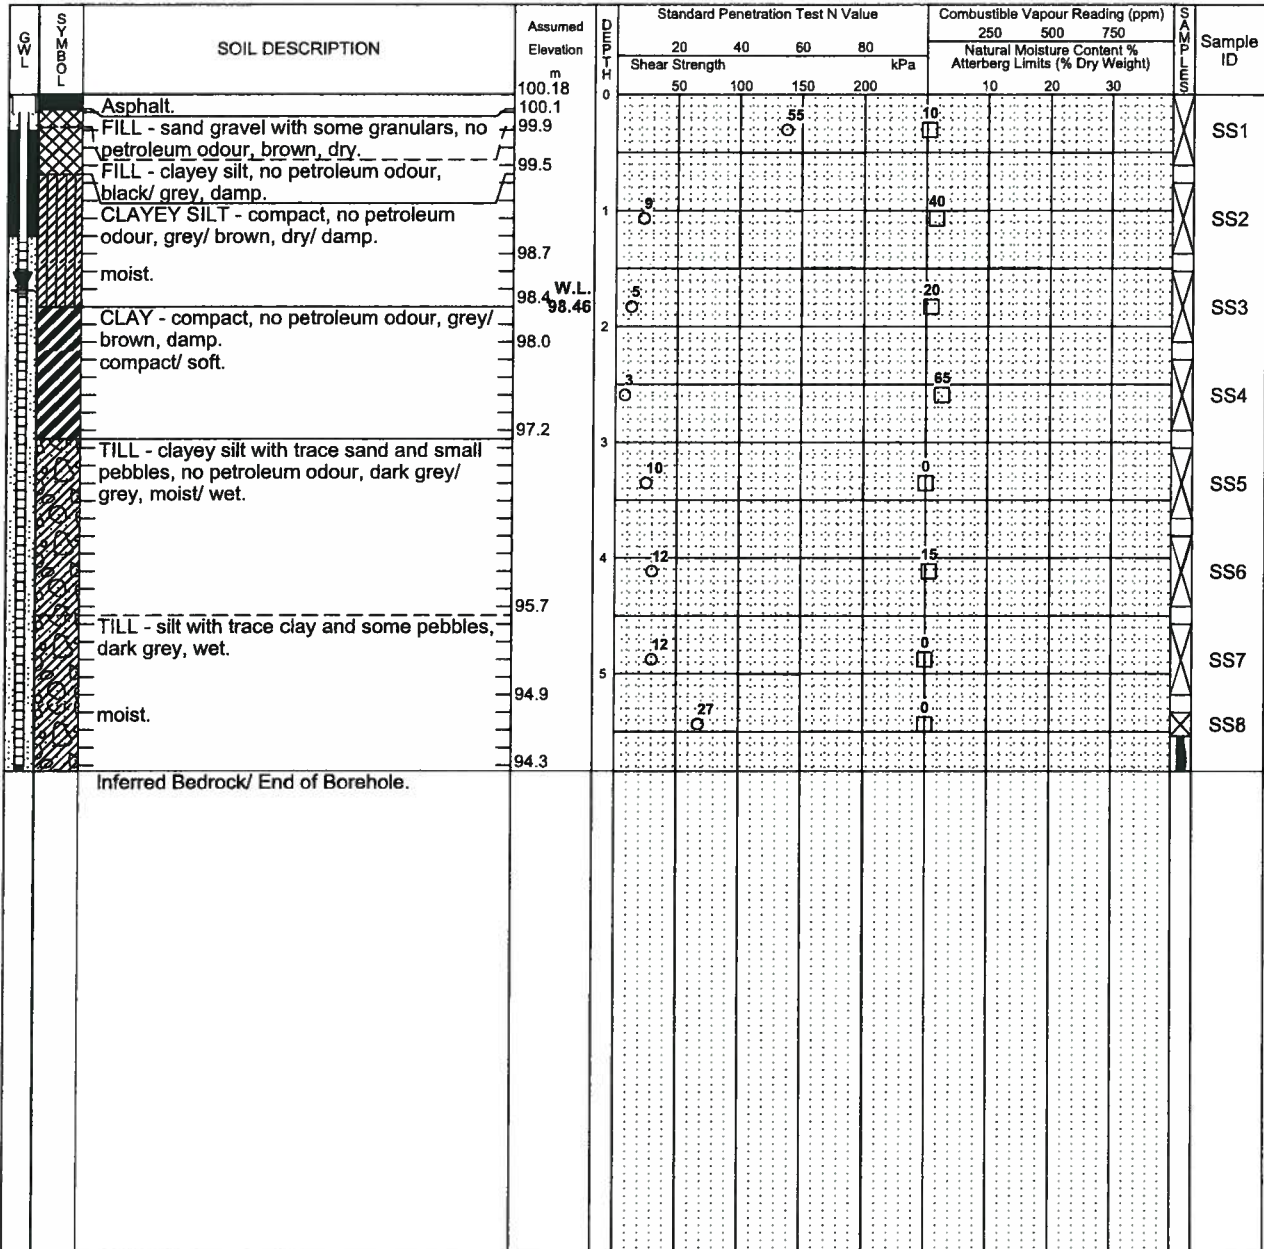 GWL
SYMBOL
SOIL DESCRIPTION
Assumed
Elevation
m
100.18
DEPTH
Standard Penetration Test N Value
20 40 60 80
Shear Strength kPa
50 100 150 200
Combustible Vapour Reading (ppm)
250 500 750
Natural Moisture Content %
Atterberg Limits (% Dry Weight)
10 20 30
SAMPLES
Sample
ID
0
Asphalt.
100.1
FILL - sand gravel with some granulars, no
petroleum odour, brown, dry.
99.9
55
10
SS1
FILL - clayey silt, no petroleum odour,
black/ grey, damp.
99.5
CLAYEY SILT - compact, no petroleum
odour, grey/ brown, dry/ damp.
9
1
40
SS2
98.7
moist.
98.4
W.L.
98.46
5
20
SS3
CLAY - compact, no petroleum odour, grey/
brown, damp.
98.0
2
compact/ soft.
3
65
SS4
97.2
3
TILL - clayey silt with trace sand and small
pebbles, no petroleum odour, dark grey/
grey, moist/ wet.
10
0
SS5
4
12
15
SS6
95.7
TILL - silt with trace clay and some pebbles,
dark grey, wet.
12
0
SS7
5
94.9
moist.
27
0
SS8
94.3
Inferred Bedrock/ End of Borehole.